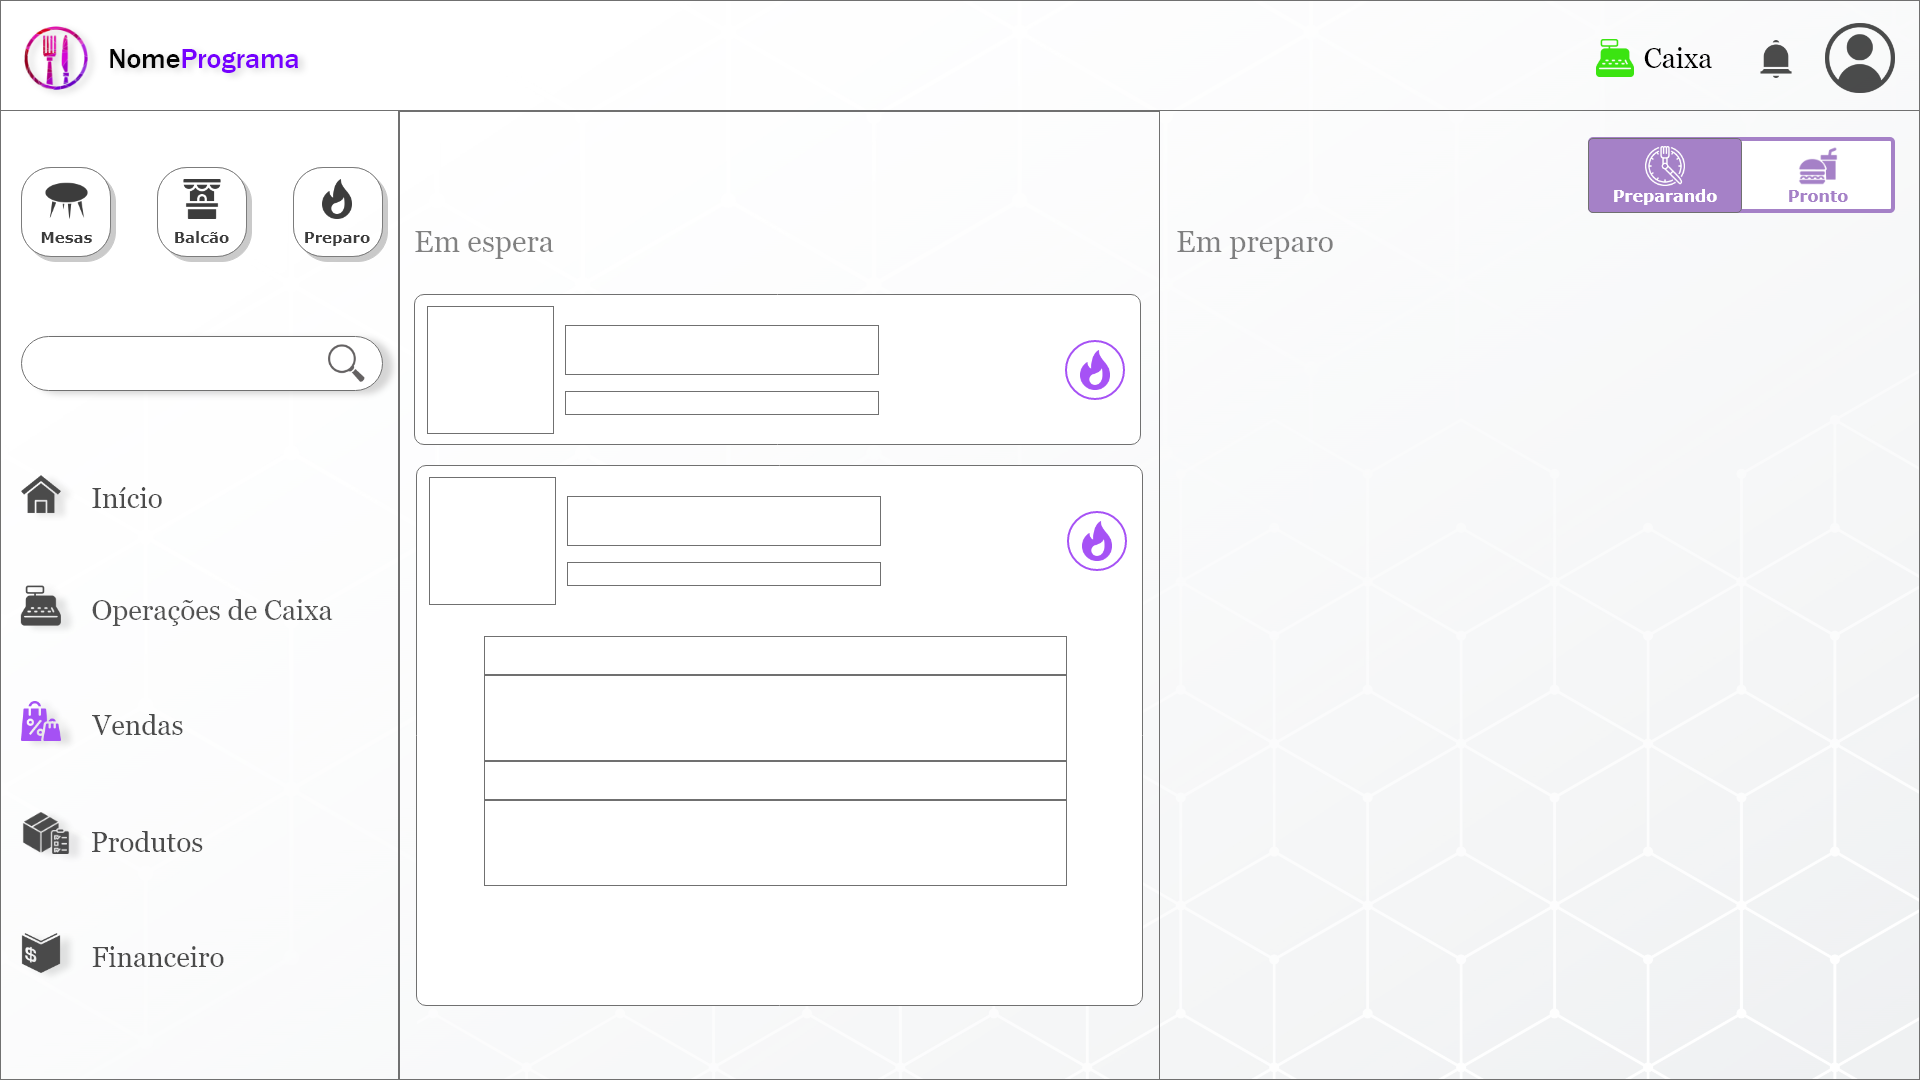 NomePrograma
Caixa
Mesas
Balcão
Preparo
Preparando
Pronto
Em espera
Em preparo
Início
Operações de Caixa
Vendas
Produtos
Financeiro